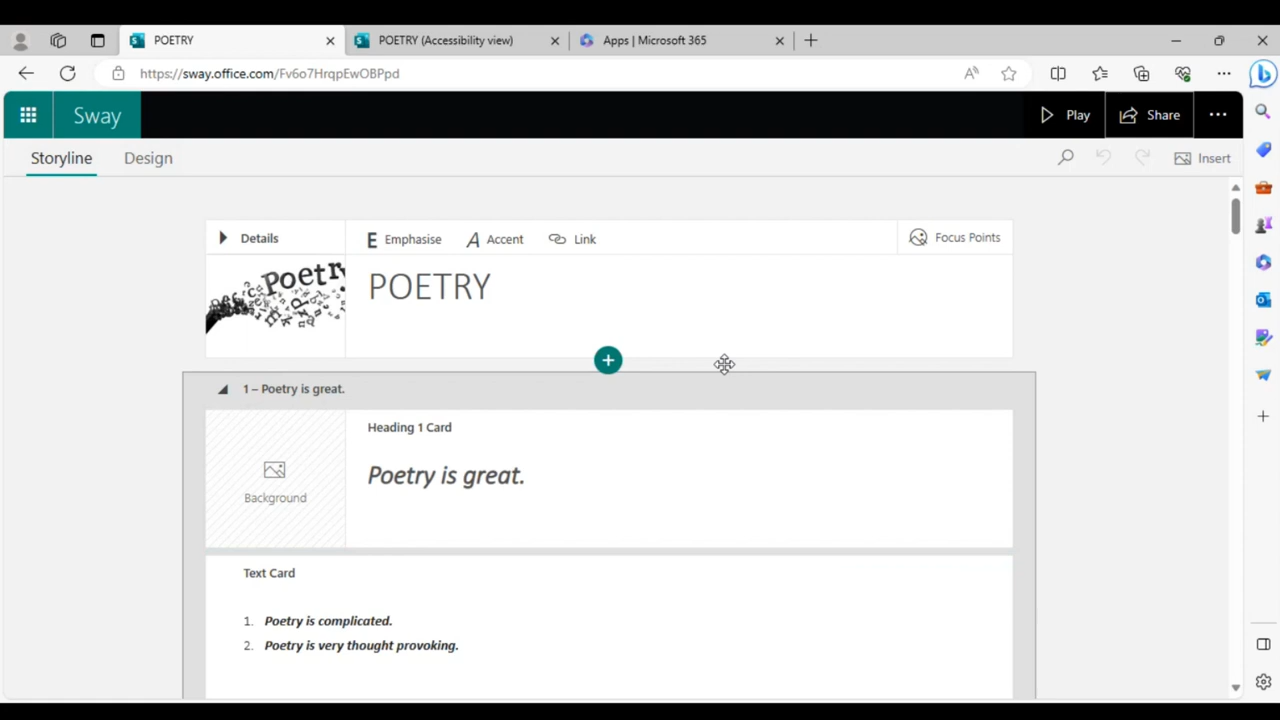 POETRY
POETRY (Accessibility view)
Apps | Microsoft 365
https://sway.office.com/Fv6o7HrqpEwOBPpd
Sway
Play
Share
Storyline
Design
Insert
Details
E Emphasise
A Accent
Link
Focus Points
Poetry
POETRY
1 – Poetry is great.
Heading 1 Card
Background
Poetry is great.
Text Card
1. Poetry is complicated.
2. Poetry is very thought provoking.